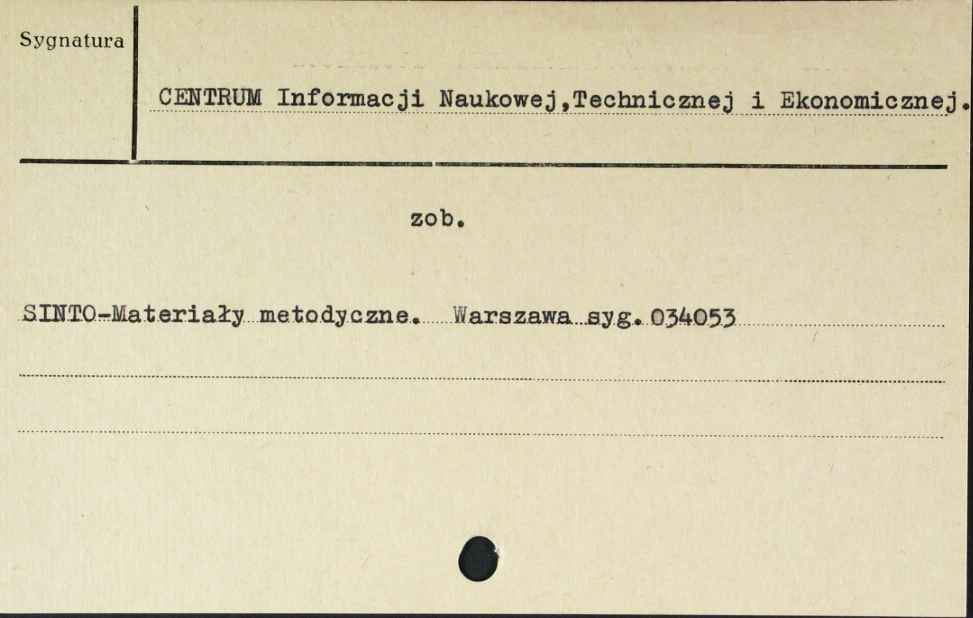 Sygnatura
CENTRUM Informacji Naukowej,Technicznej i Ekonomicznej.
zob.
SINTO-Materiały metodyczne. Warszawa syg. 034053